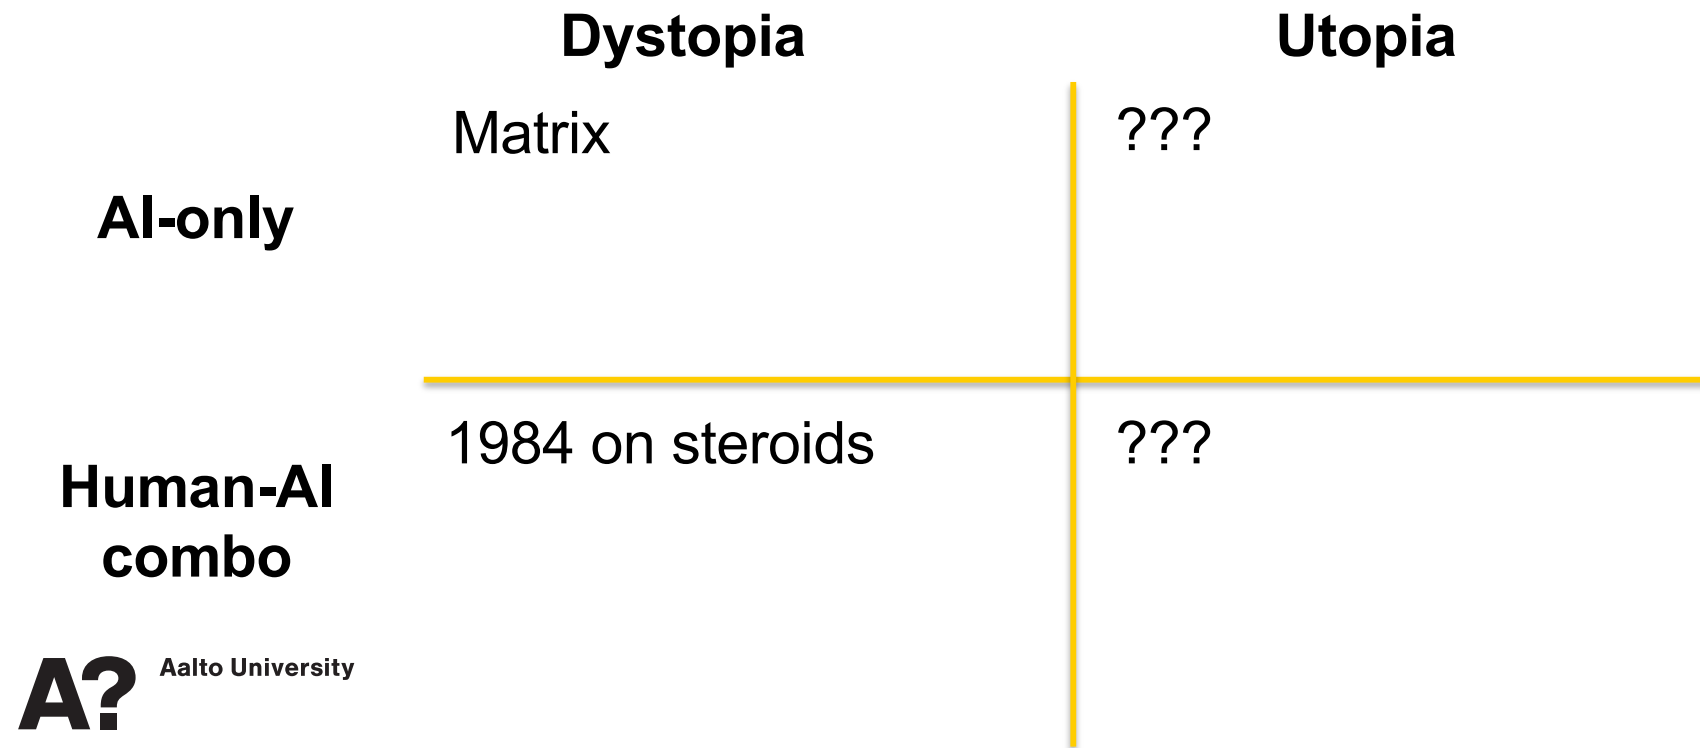 Dystopia
Utopia
Matrix
???
AI-only
1984 on steroids
???
Human-AI
combo
A?
Aalto University